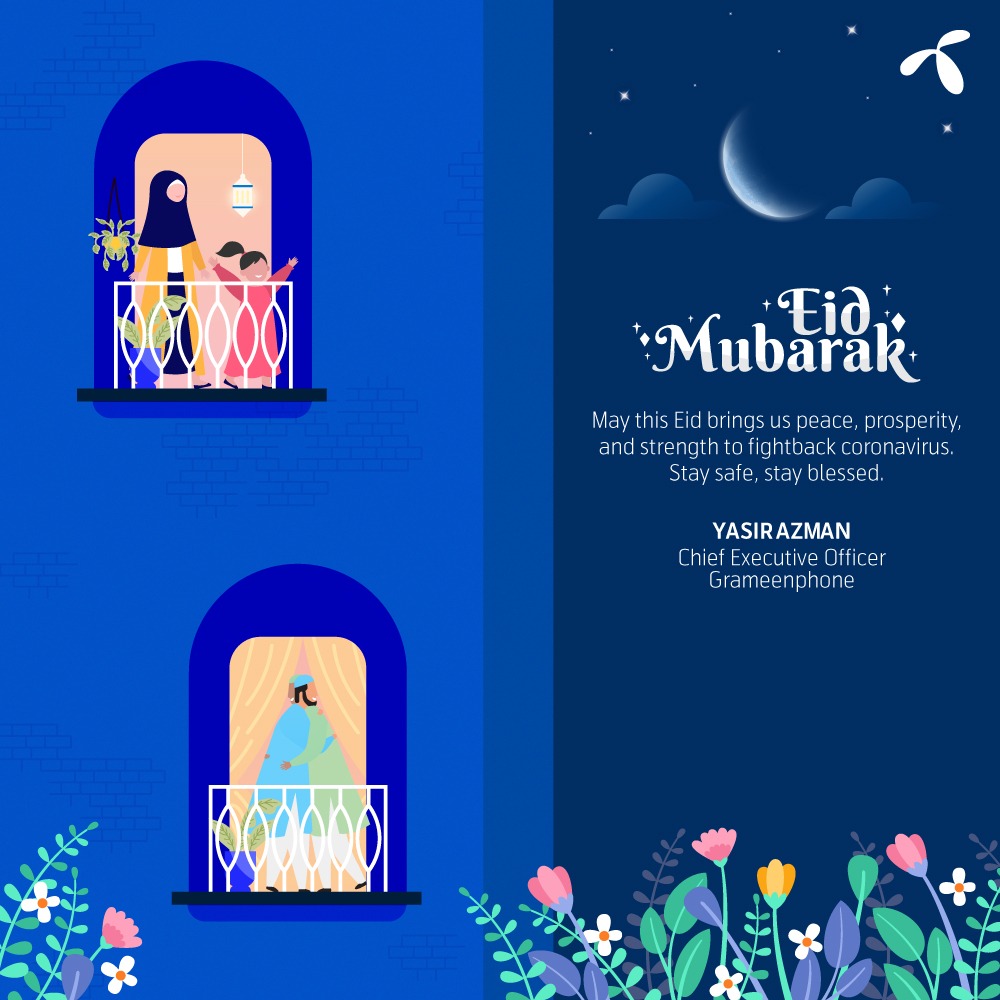 Eid
Mubarak
May this Eid brings us peace, prosperity,
and strength to fightback coronavirus.
Stay safe, stay blessed.
YASIR AZMAN
Chief Executive Officer
Grameenphone